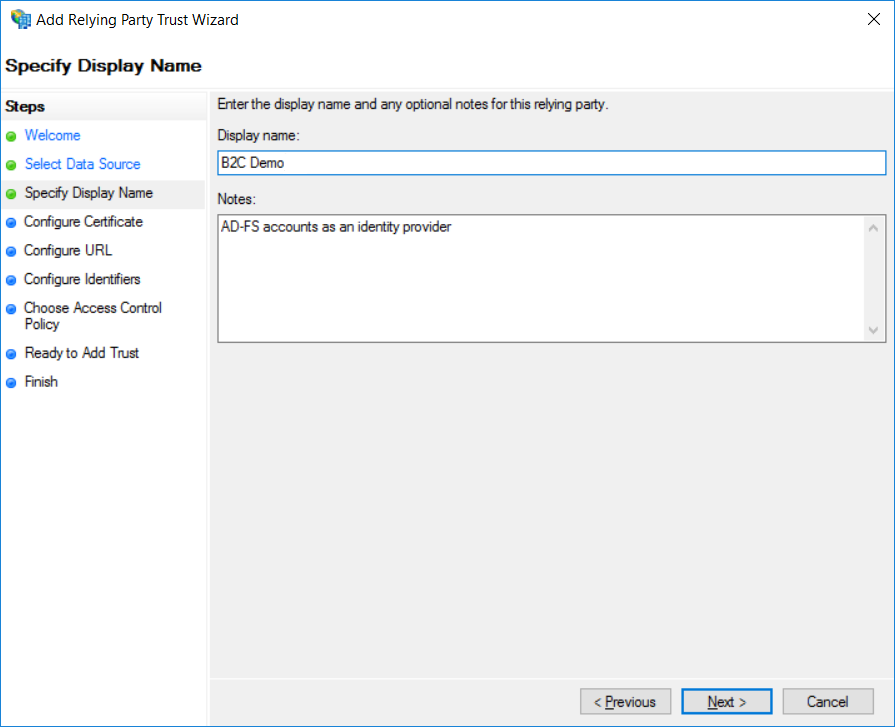 Add Relying Party Trust Wizard
Specify Display Name
Steps
Welcome
Select Data Source
Specify Display Name
Configure Certificate
Configure URL
Configure Identifiers
Choose Access Control
Policy
Ready to Add Trust
Finish
Enter the display name and any optional notes for this relying party.
Display name:
B2C Demo
Notes:
AD-FS accounts as an identity provider
< Previous
Next >
Cancel